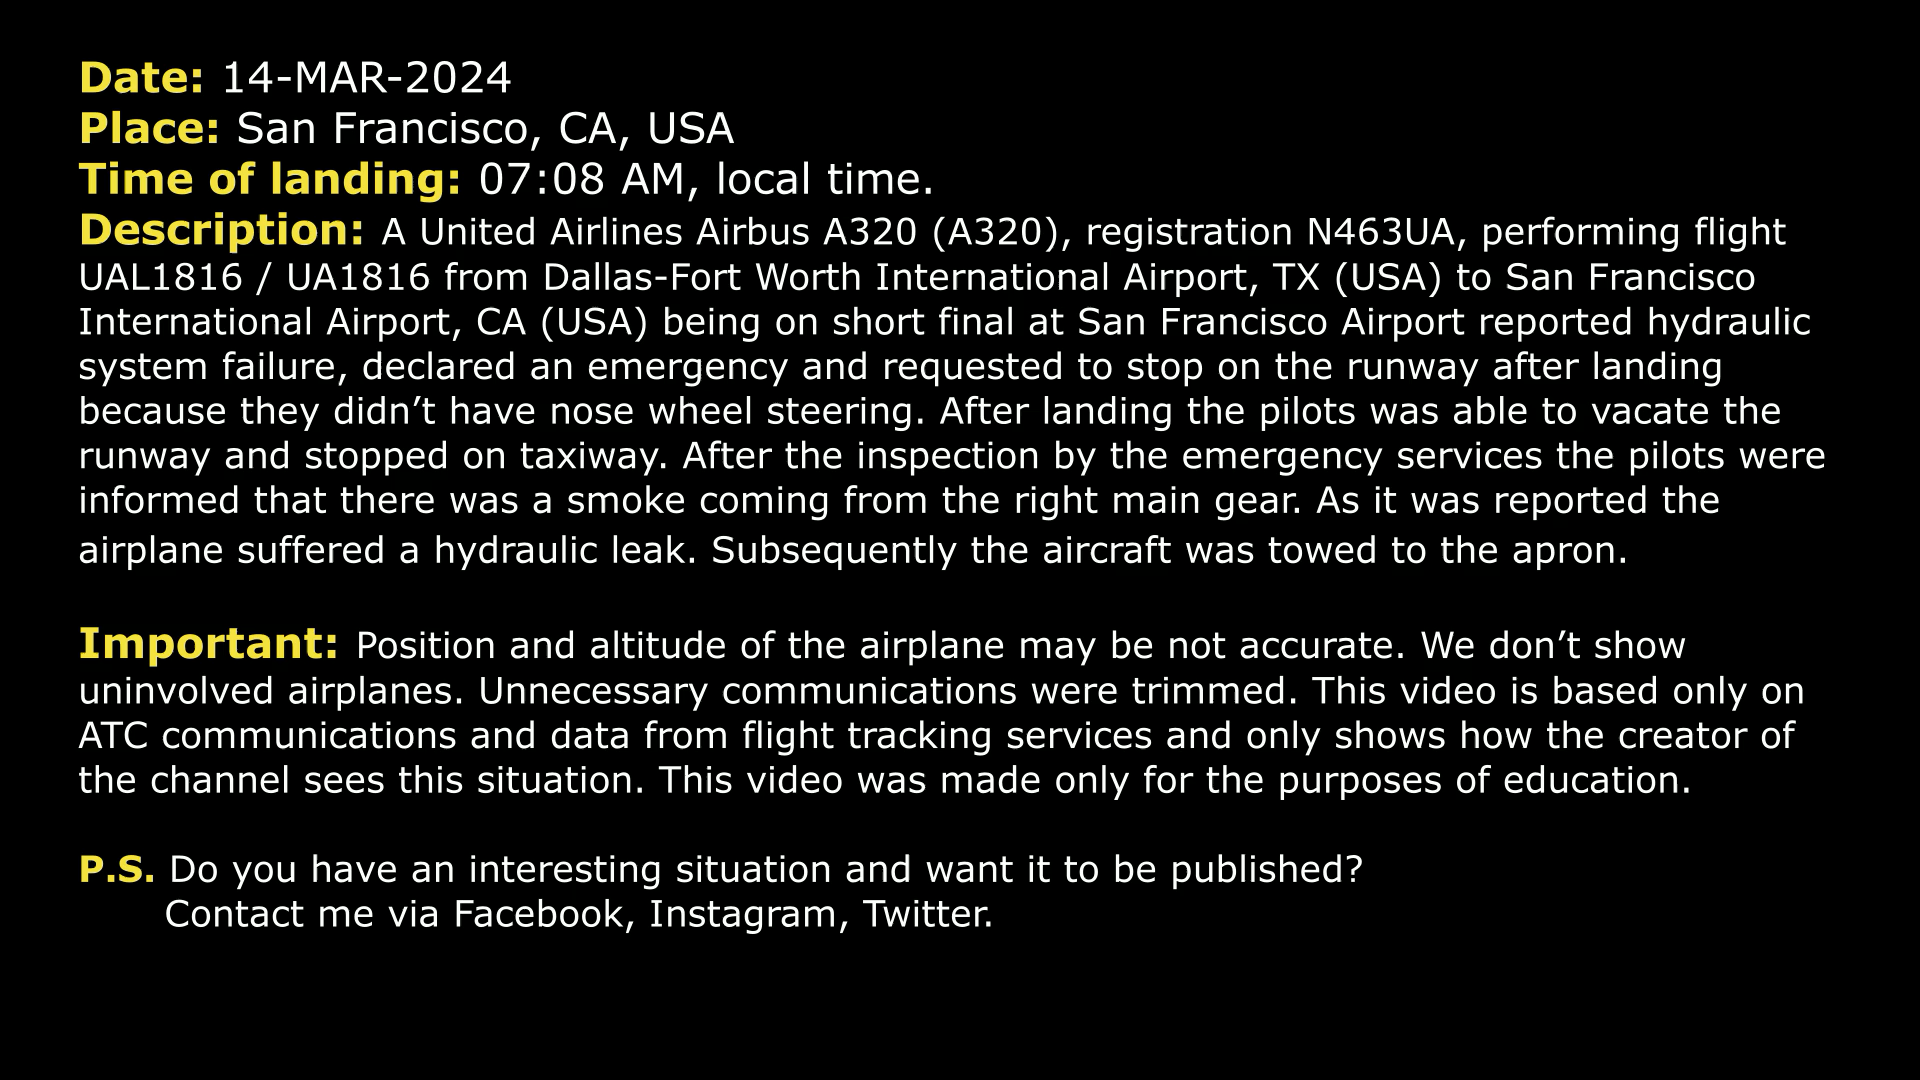 Date: 14-MAR-2024
Place: San Francisco, CA, USA
Time of landing: 07:08 AM, local time.
Description: A United Airlines Airbus A320 (A320), registration N463UA, performing flight
UAL1816 / UA1816 from Dallas-Fort Worth International Airport, TX (USA) to San Francisco
International Airport, CA (USA) being on short final at San Francisco Airport reported hydraulic
system failure, declared an emergency and requested to stop on the runway after landing
because they didn’t have nose wheel steering. After landing the pilots was able to vacate the
runway and stopped on taxiway. After the inspection by the emergency services the pilots were
informed that there was a smoke coming from the right main gear. As it was reported the
airplane suffered a hydraulic leak. Subsequently the aircraft was towed to the apron.
Important: Position and altitude of the airplane may be not accurate. We don’t show
uninvolved airplanes. Unnecessary communications were trimmed. This video is based only on
ATC communications and data from flight tracking services and only shows how the creator of
the channel sees this situation. This video was made only for the purposes of education.
P.S. Do you have an interesting situation and want it to be published?
Contact me via Facebook, Instagram, Twitter.